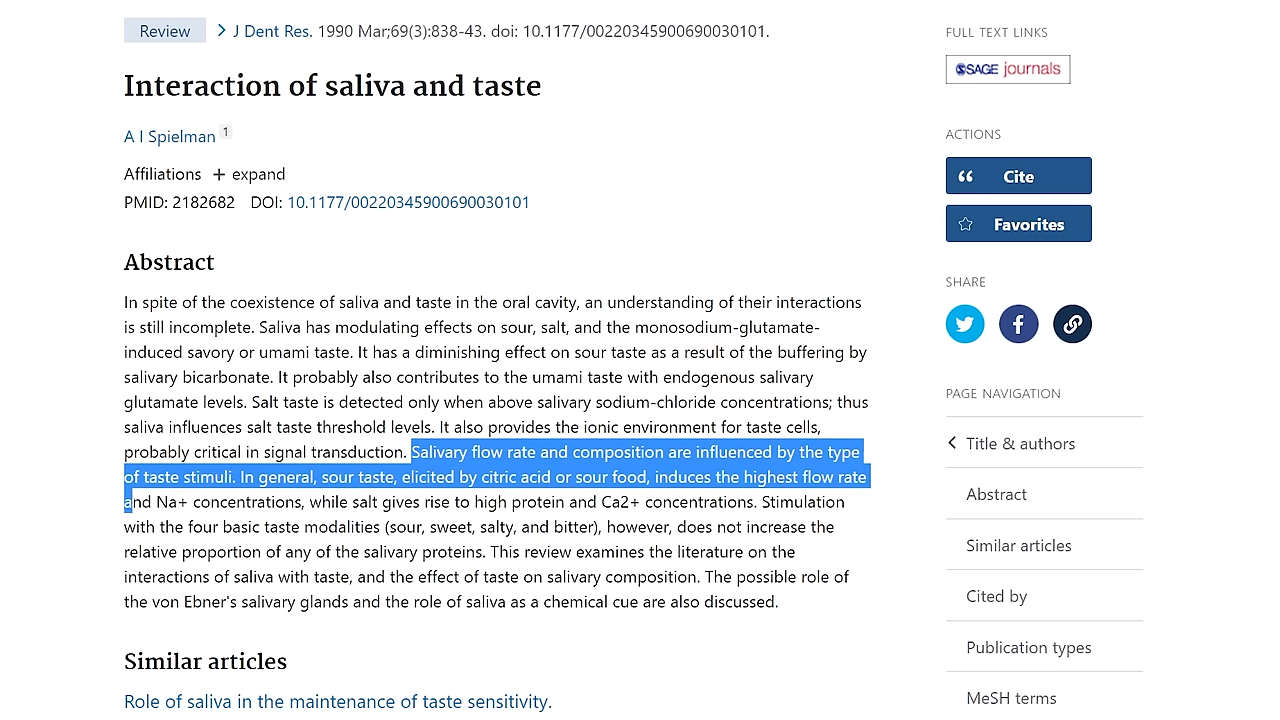 Review
J Dent Res. 1990 Mar;69(3):838-43. doi: 10.1177/00220345900690030101.
Interaction of saliva and taste
A I Spielman 1
Affiliations + expand
PMID: 2182682 DOI: 10.1177/00220345900690030101
Abstract
In spite of the coexistence of saliva and taste in the oral cavity, an understanding of their interactions
is still incomplete. Saliva has modulating effects on sour, salt, and the monosodium-glutamate-
induced savory or umami taste. It has a diminishing effect on sour taste as a result of the buffering by
salivary bicarbonate. It probably also contributes to the umami taste with endogenous salivary
glutamate levels. Salt taste is detected only when above salivary sodium-chloride concentrations; thus
saliva influences salt taste threshold levels. It also provides the ionic environment for taste cells,
probably critical in signal transduction. Salivary flow rate and composition are influenced by the type
of taste stimuli. In general, sour taste, elicited by citric acid or sour food, induces the highest flow rate
and Na+ concentrations, while salt gives rise to high protein and Ca2+ concentrations. Stimulation
with the four basic taste modalities (sour, sweet, salty, and bitter), however, does not increase the
relative proportion of any of the salivary proteins. This review examines the literature on the
interactions of saliva with taste, and the effect of taste on salivary composition. The possible role of
the von Ebner's salivary glands and the role of saliva as a chemical cue are also discussed.
Similar articles
Role of saliva in the maintenance of taste sensitivity.
FULL TEXT LINKS
SAGE journals
ACTIONS
Cite
Favorites
SHARE
PAGE NAVIGATION
Title & authors
Abstract
Similar articles
Cited by
Publication types
MeSH terms